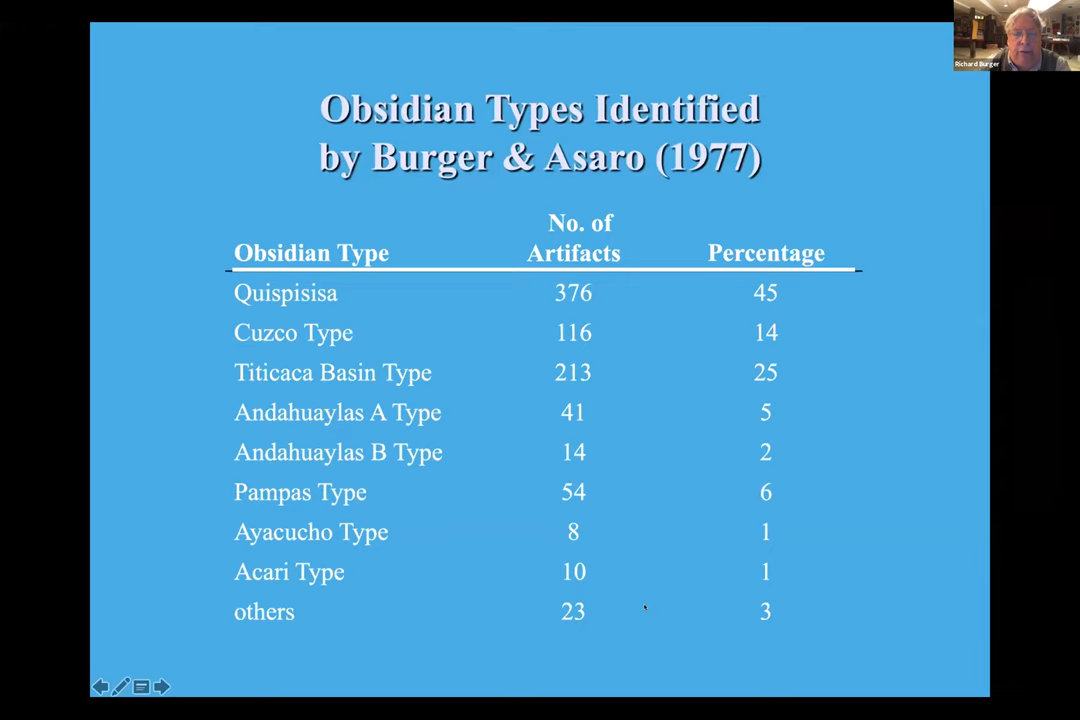 Richard Burger
Obsidian Types Identified
by Burger & Asaro (1977)
No. of
Obsidian Type Artifacts Percentage
Quispisisa 376 45
Cuzco Type 116 14
Titicaca Basin Type 213 25
Andahuaylas A Type 41 5
Andahuaylas B Type 14 2
Pampas Type 54 6
Ayacucho Type 8 1
Acari Type 10 1
others 23 3